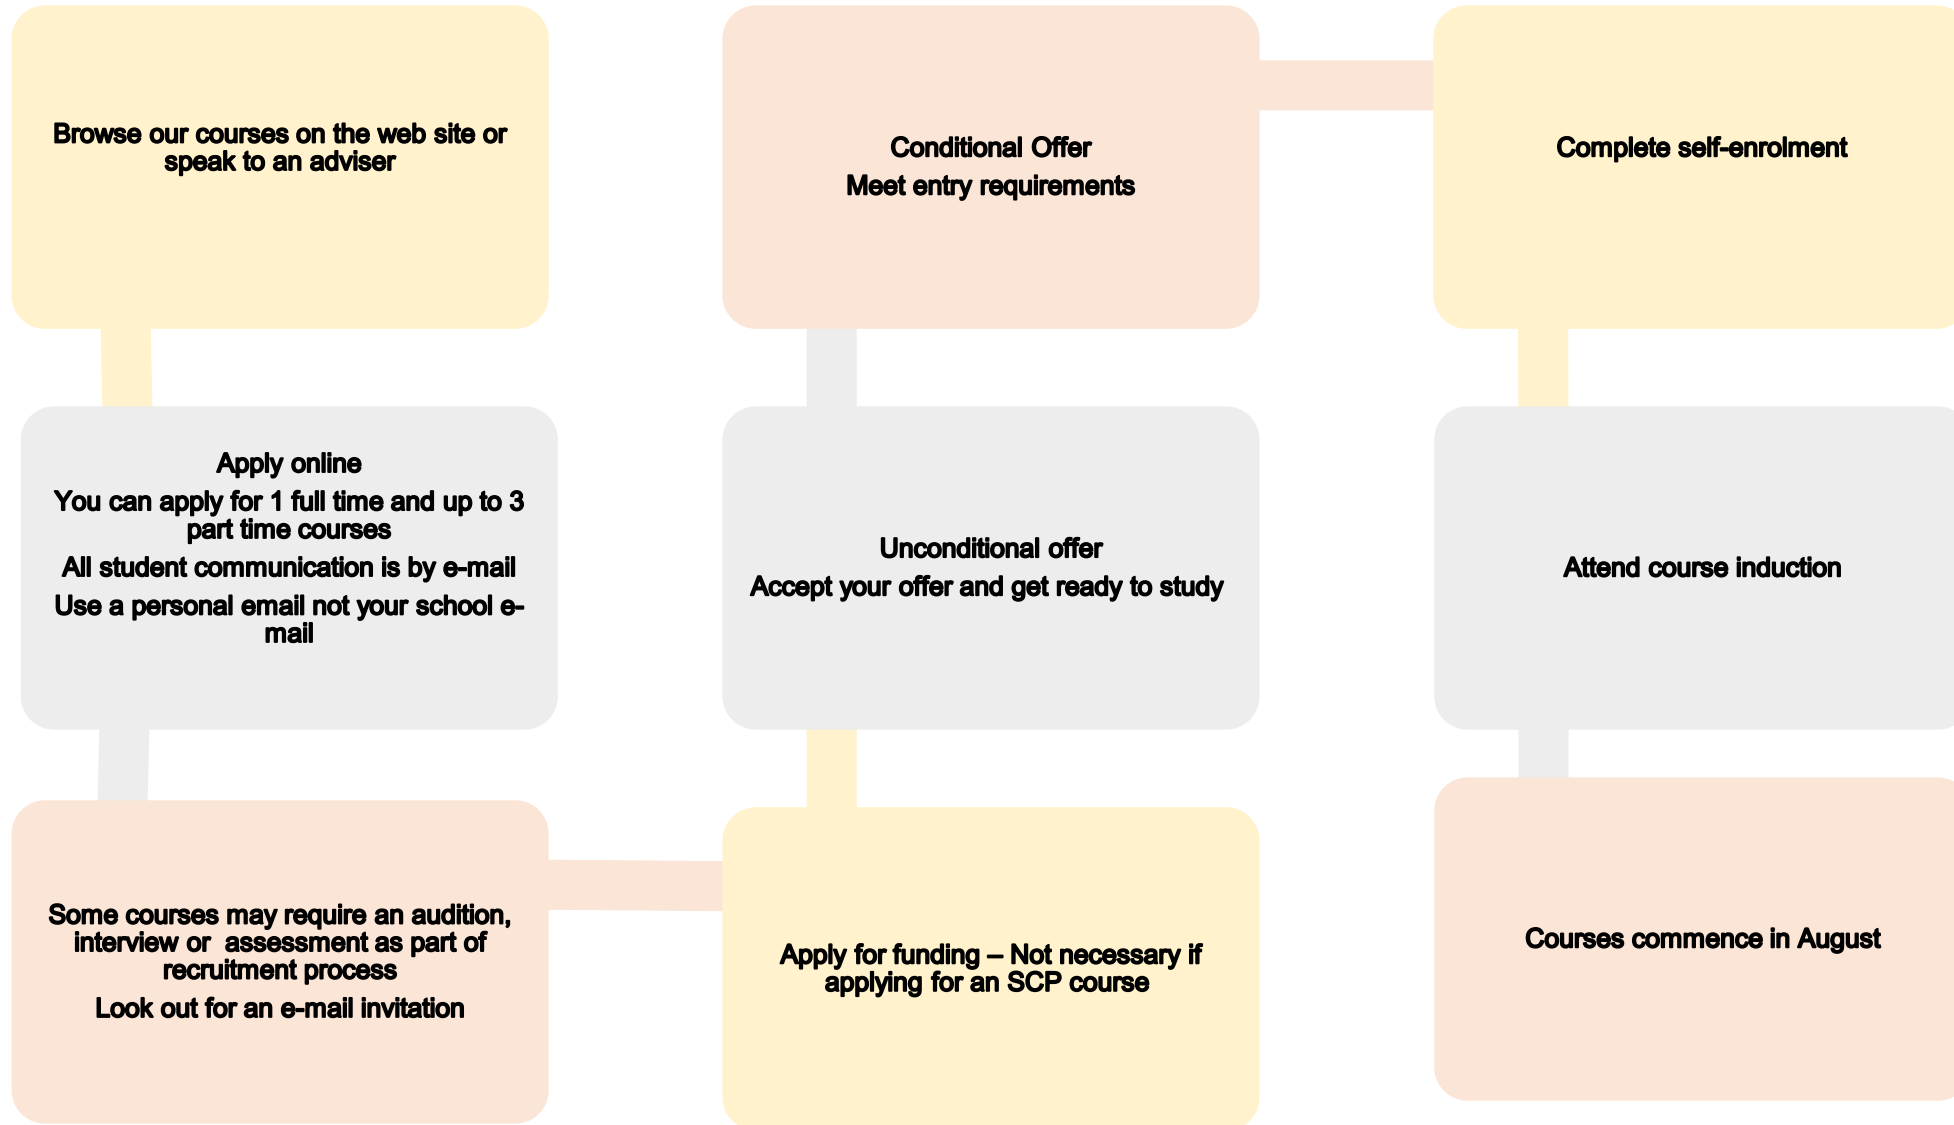 Browse our courses on the web site or
speak to an adviser
Apply online
You can apply for 1 full time and up to 3
part time courses
All student communication is by e-mail
Use a personal email not your school e-
mail
Some courses may require an audition,
interview or  assessment as part of
recruitment process
Look out for an e-mail invitation
Apply for funding – Not necessary if
applying for an SCP course
Unconditional offer
Accept your offer and get ready to study
Conditional Offer
Meet entry requirements
Complete self-enrolment
Attend course induction
Courses commence in August